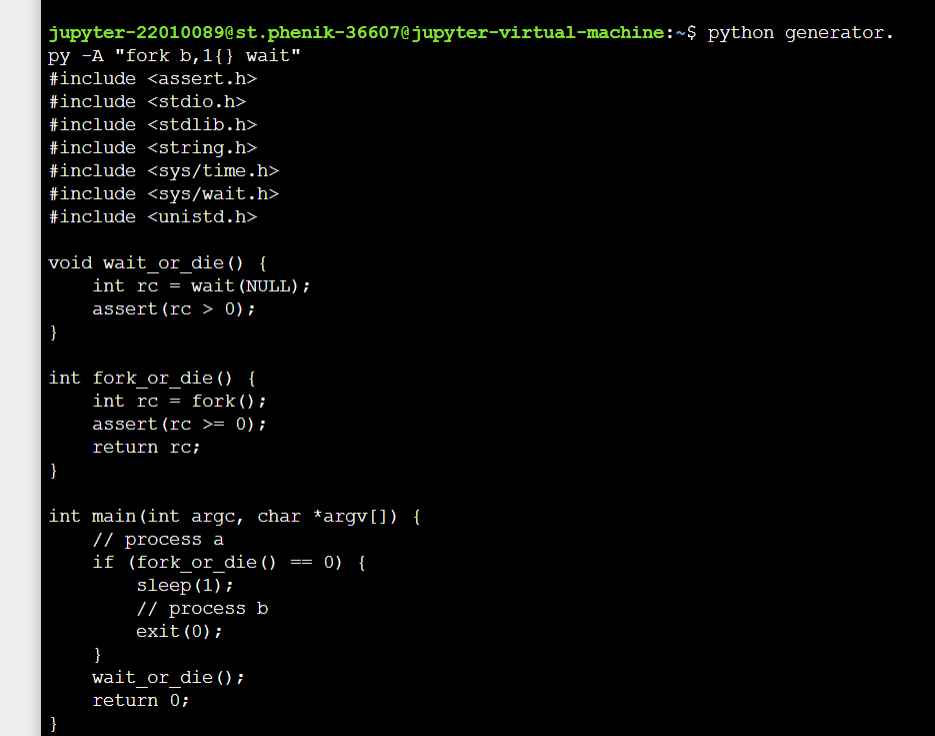 jupyter-22010089@st.phenik-36607@jupyter-virtual-machine:~$ python generator.
py -A "fork b,1{} wait"
#include <assert.h>
#include <stdio.h>
#include <stdlib.h>
#include <string.h>
#include <sys/time.h>
#include <sys/wait.h>
#include <unistd.h>

void wait_or_die() {
    int rc = wait(NULL);
    assert(rc > 0);
}

int fork_or_die() {
    int rc = fork();
    assert(rc >= 0);
    return rc;
}

int main(int argc, char *argv[]) {
    // process a
    if (fork_or_die() == 0) {
        sleep(1);
        // process b
        exit(0);
    }
    wait_or_die();
    return 0;
}